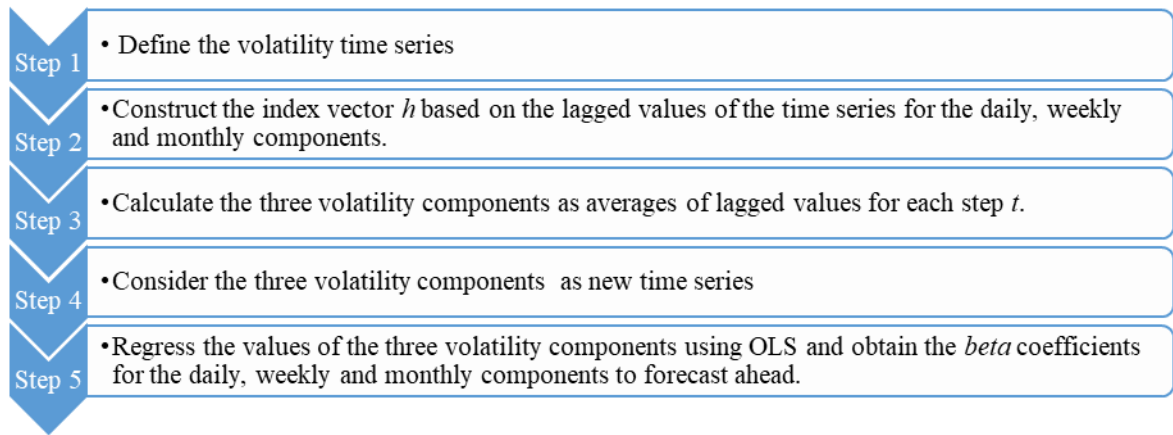 Step 1
• Define the volatility time series
Step 2
•Construct the index vector h based on the lagged values of the time series for the daily, weekly
and monthly components.
Step 3
•Calculate the three volatility components as averages of lagged values for each step t.
Step 4
•Consider the three volatility components as new time series
Step 5
•Regress the values of the three volatility components using OLS and obtain the beta coefficients
for the daily, weekly and monthly components to forecast ahead.